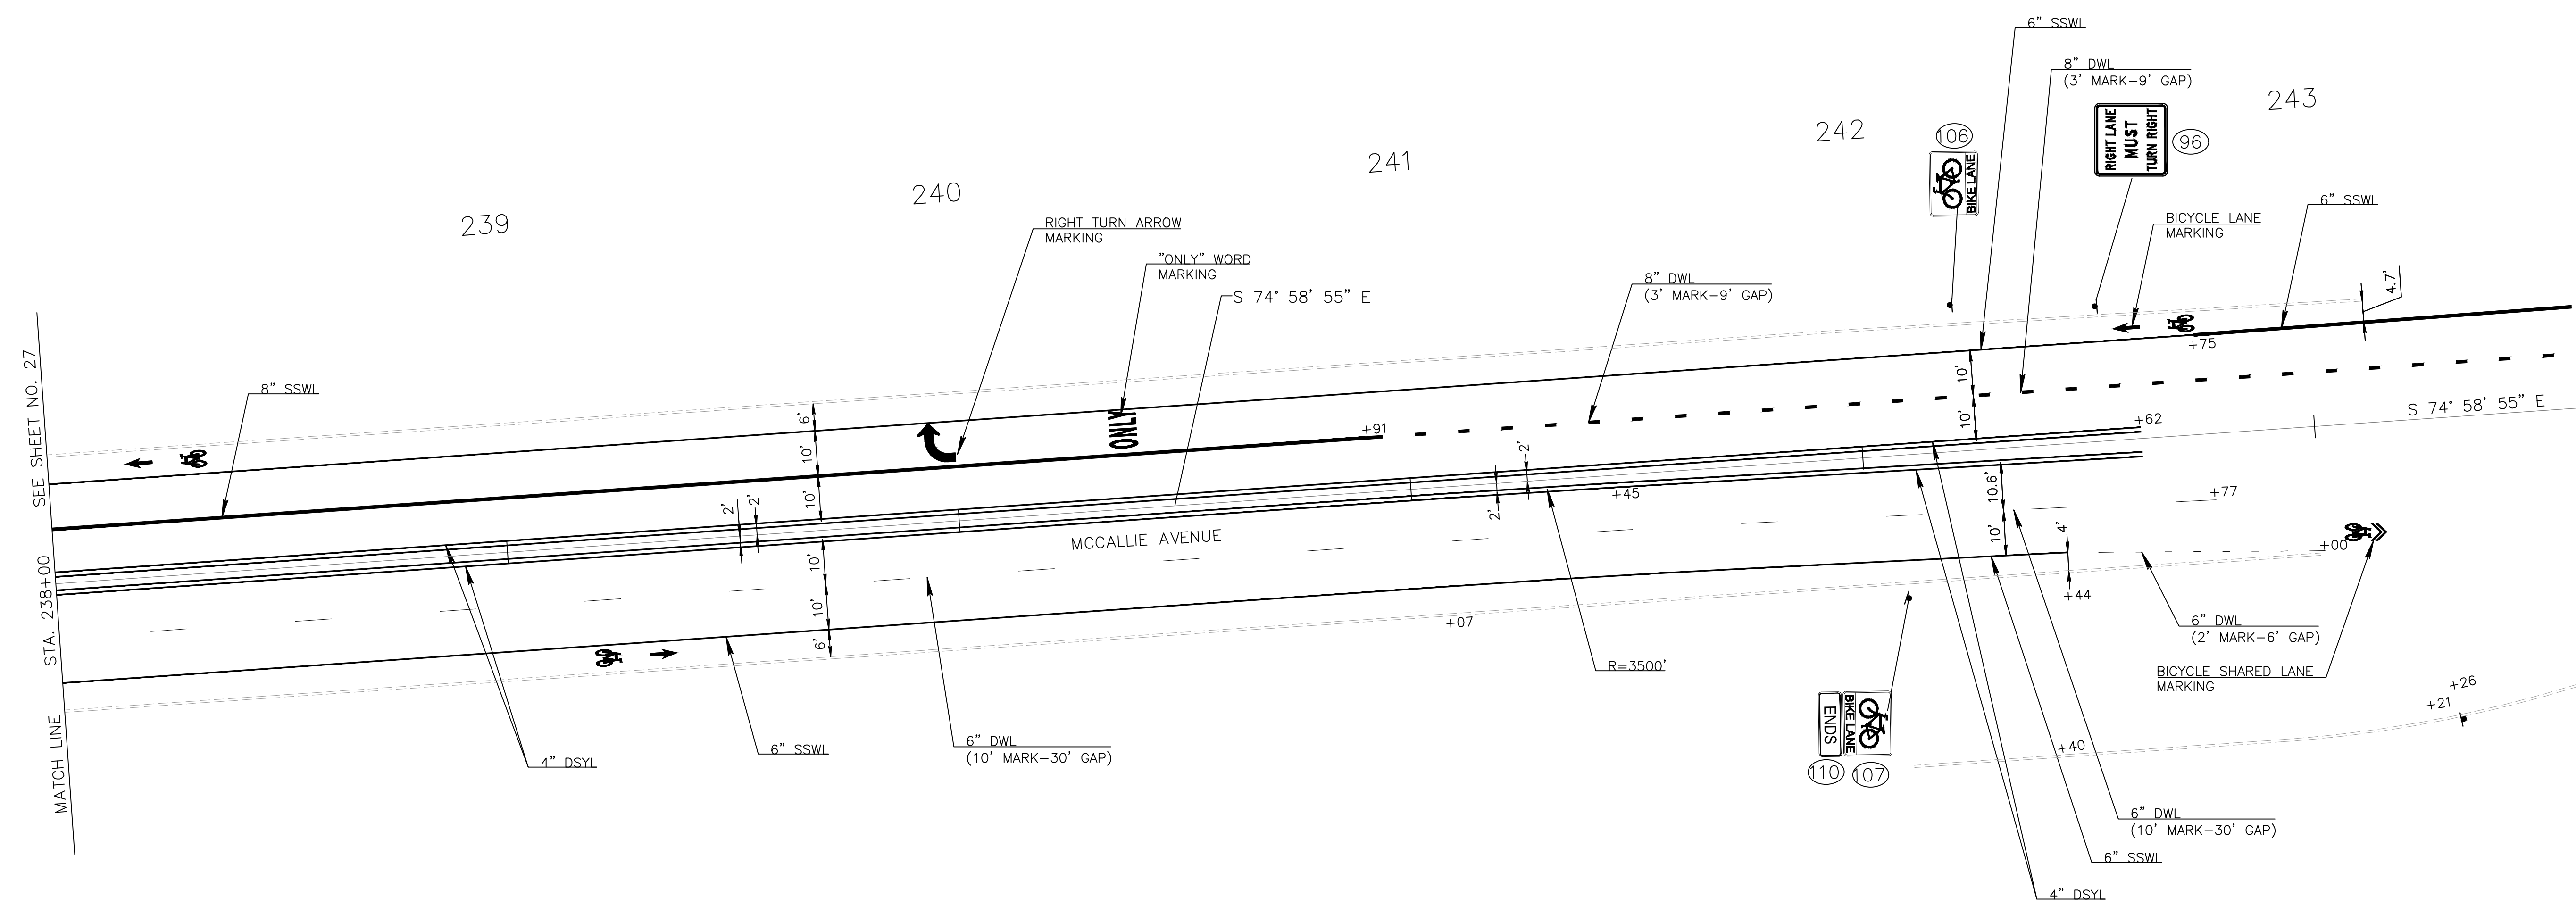 6" SSWL
8" DWL
(3' MARK-9' GAP)
243
242
241
240
239
106
BIKE LANE
RIGHT LANE
MUST
TURN RIGHT
96
6" SSWL
BICYCLE LANE
MARKING
RIGHT TURN ARROW
MARKING
"ONLY" WORD
MARKING
S 74° 58' 55" E
8" DWL
(3' MARK-9' GAP)
4.7'
+75
MATCH LINE STA. 238+00 SEE SHEET NO. 27
8" SSWL
6'
10'
10'
ONLY
+91
10'
10'
+62
S 74° 58' 55" E
2'
2'
2'
2'
+45
MCCALLIE AVENUE
10.6'
10'
+77
4'
+00
+44
10'
10'
6'
+07
R=3500'
6" DWL
(2' MARK-6' GAP)
BICYCLE SHARED LANE
MARKING
+26
+21
+40
4" DSYL
6" SSWL
6" DWL
(10' MARK-30' GAP)
ENDS
BIKE LANE
110
107
6" DWL
(10' MARK-30' GAP)
6" SSWL
4" DSYL